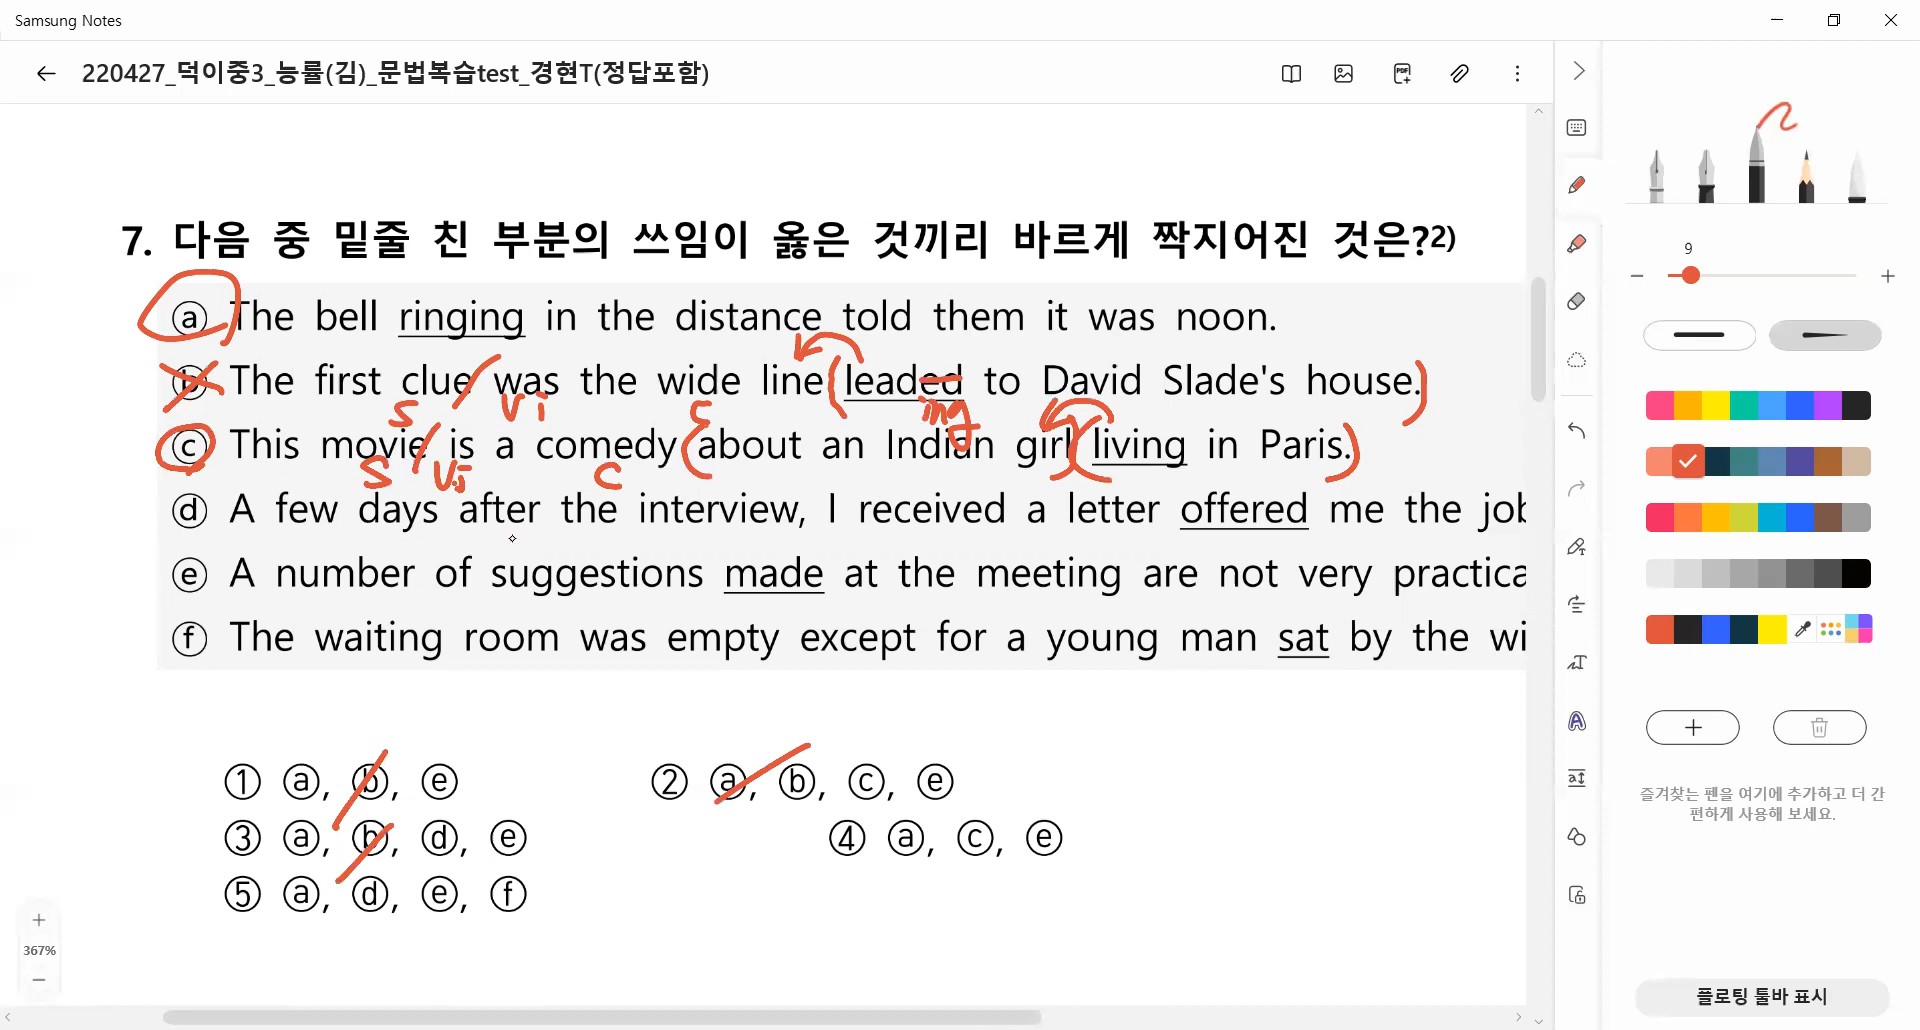 Samsung Notes
220427_덕이중3_능률(김)_문법복습test_경현T(정답포함)
7. 다음 중 밑줄 친 부분의 쓰임이 옳은 것끼리 바르게 짝지어진 것은?2)
ⓐ The bell ringing in the distance told them it was noon.
ⓑ The first clue was the wide line leaded to David Slade's house.
S Vi ing
ⓒ This movie is a comedy about an Indian girl living in Paris.
S Vi C
ⓓ A few days after the interview, I received a letter offered me the job
ⓔ A number of suggestions made at the meeting are not very practica
ⓕ The waiting room was empty except for a young man sat by the wi
① ⓐ, ⓑ, ⓔ ② ⓐ, ⓑ, ⓒ, ⓔ
③ ⓐ, ⓑ, ⓓ, ⓔ ④ ⓐ, ⓒ, ⓔ
⑤ ⓐ, ⓓ, ⓔ, ⓕ
367%
9
즐겨찾는 펜을 여기에 추가하고 더 간
편하게 사용해 보세요.
플로팅 툴바 표시